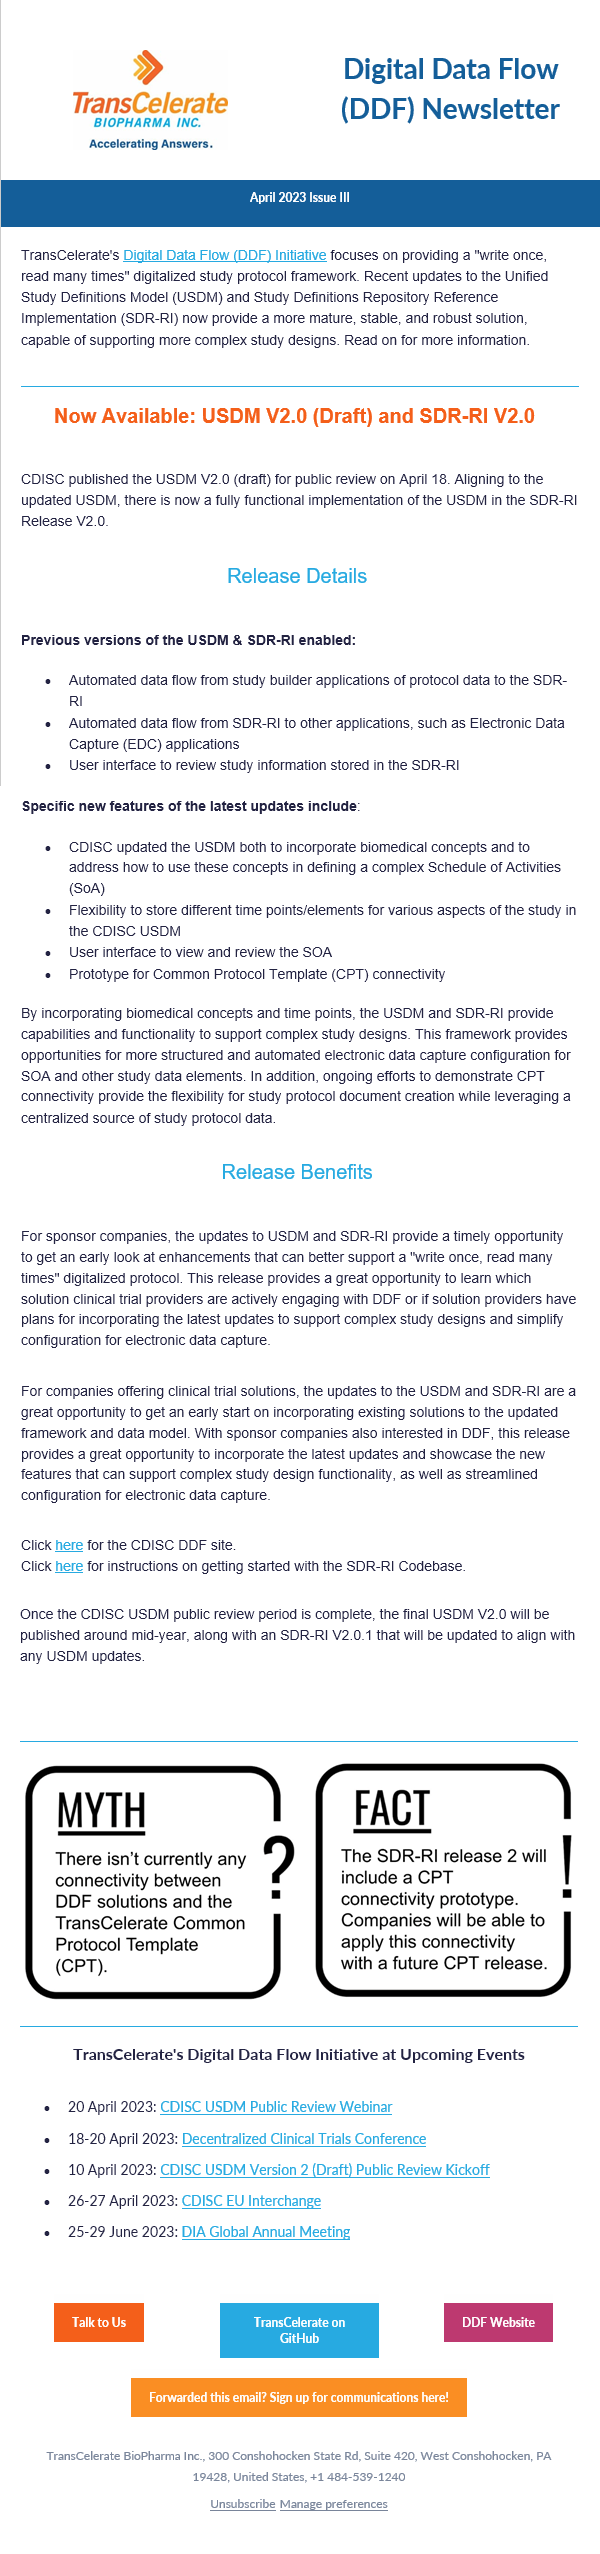 TransCelerate
BIOPHARMA INC.
Accelerating Answers.
Digital Data Flow
(DDF) Newsletter
April 2023 Issue III
TransCelerate's Digital Data Flow (DDF) Initiative focuses on providing a "write once,
read many times" digitalized study protocol framework. Recent updates to the Unified
Study Definitions Model (USDM) and Study Definitions Repository Reference
Implementation (SDR-RI) now provide a more mature, stable, and robust solution,
capable of supporting more complex study designs. Read on for more information.
Now Available: USDM V2.0 (Draft) and SDR-RI V2.0
CDISC published the USDM V2.0 (draft) for public review on April 18. Aligning to the
updated USDM, there is now a fully functional implementation of the USDM in the SDR-RI
Release V2.0.
Release Details
Previous versions of the USDM & SDR-RI enabled:
• Automated data flow from study builder applications of protocol data to the SDR-
RI
• Automated data flow from SDR-RI to other applications, such as Electronic Data
Capture (EDC) applications
• User interface to review study information stored in the SDR-RI
Specific new features of the latest updates include:
• CDISC updated the USDM both to incorporate biomedical concepts and to
address how to use these concepts in defining a complex Schedule of Activities
(SoA)
• Flexibility to store different time points/elements for various aspects of the study in
the CDISC USDM
• User interface to view and review the SOA
• Prototype for Common Protocol Template (CPT) connectivity
By incorporating biomedical concepts and time points, the USDM and SDR-RI provide
capabilities and functionality to support complex study designs. This framework provides
opportunities for more structured and automated electronic data capture configuration for
SOA and other study data elements. In addition, ongoing efforts to demonstrate CPT
connectivity provide the flexibility for study protocol document creation while leveraging a
centralized source of study protocol data.
Release Benefits
For sponsor companies, the updates to USDM and SDR-RI provide a timely opportunity
to get an early look at enhancements that can better support a "write once, read many
times" digitalized protocol. This release provides a great opportunity to learn which
solution clinical trial providers are actively engaging with DDF or if solution providers have
plans for incorporating the latest updates to support complex study designs and simplify
configuration for electronic data capture.
For companies offering clinical trial solutions, the updates to the USDM and SDR-RI are a
great opportunity to get an early start on incorporating existing solutions to the updated
framework and data model. With sponsor companies also interested in DDF, this release
provides a great opportunity to incorporate the latest updates and showcase the new
features that can support complex study design functionality, as well as streamlined
configuration for electronic data capture.
Click here for the CDISC DDF site.
Click here for instructions on getting started with the SDR-RI Codebase.
Once the CDISC USDM public review period is complete, the final USDM V2.0 will be
published around mid-year, along with an SDR-RI V2.0.1 that will be updated to align with
any USDM updates.
MYTH
There isn't currently any
connectivity between
DDF solutions and the
TransCelerate Common
Protocol Template
(CPT).
?
FACT
The SDR-RI release 2 will
include a CPT
connectivity prototype.
Companies will be able to
apply this connectivity
with a future CPT release.
!
TransCelerate's Digital Data Flow Initiative at Upcoming Events
• 20 April 2023: CDISC USDM Public Review Webinar
• 18-20 April 2023: Decentralized Clinical Trials Conference
• 10 April 2023: CDISC USDM Version 2 (Draft) Public Review Kickoff
• 26-27 April 2023: CDISC EU Interchange
• 25-29 June 2023: DIA Global Annual Meeting
Talk to Us
TransCelerate on
GitHub
DDF Website
Forwarded this email? Sign up for communications here!
TransCelerate BioPharma Inc., 300 Conshohocken State Rd, Suite 420, West Conshohocken, PA
19428, United States, +1 484-539-1240
Unsubscribe Manage preferences